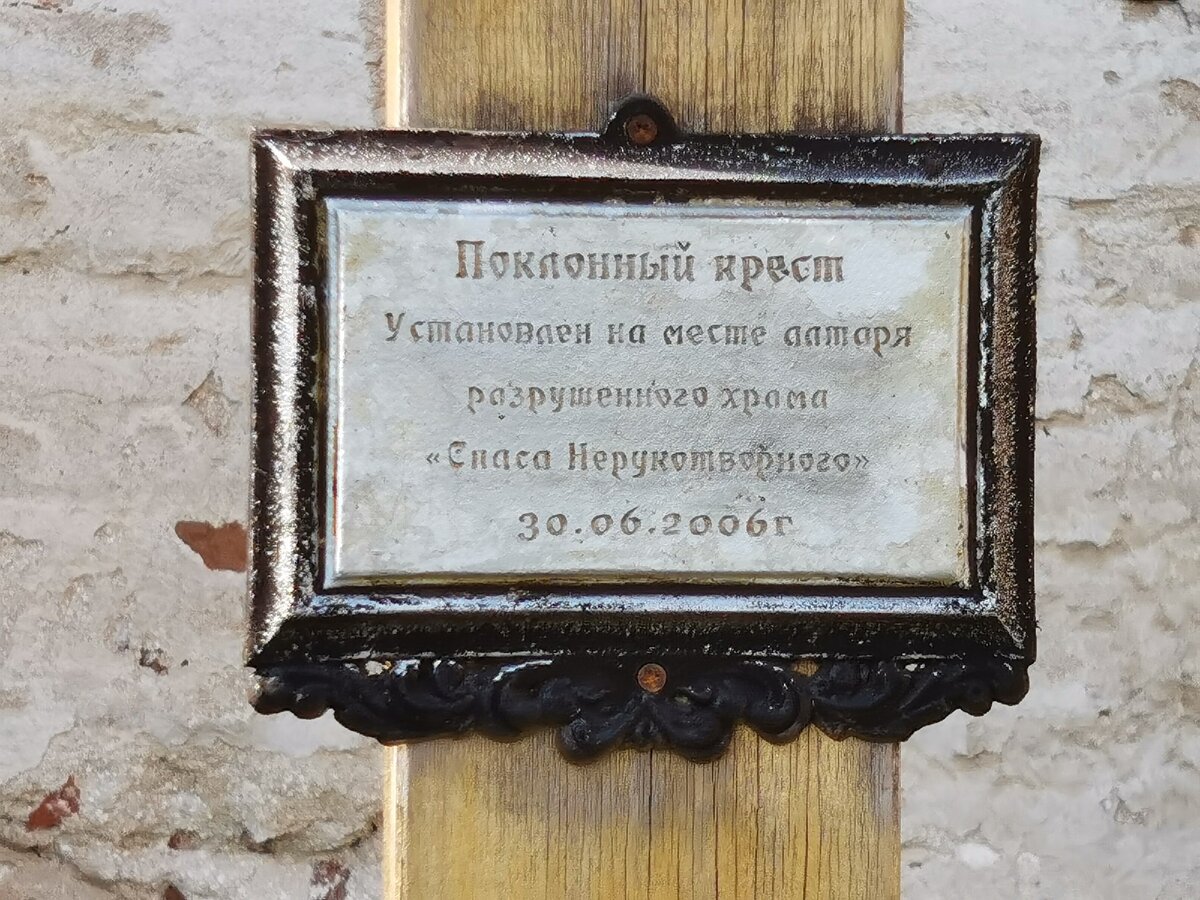 Поклонный крест
Установлен на месте алтаря
разрушенного храма
«Спаса Нерукотворного»
30.06.2006г